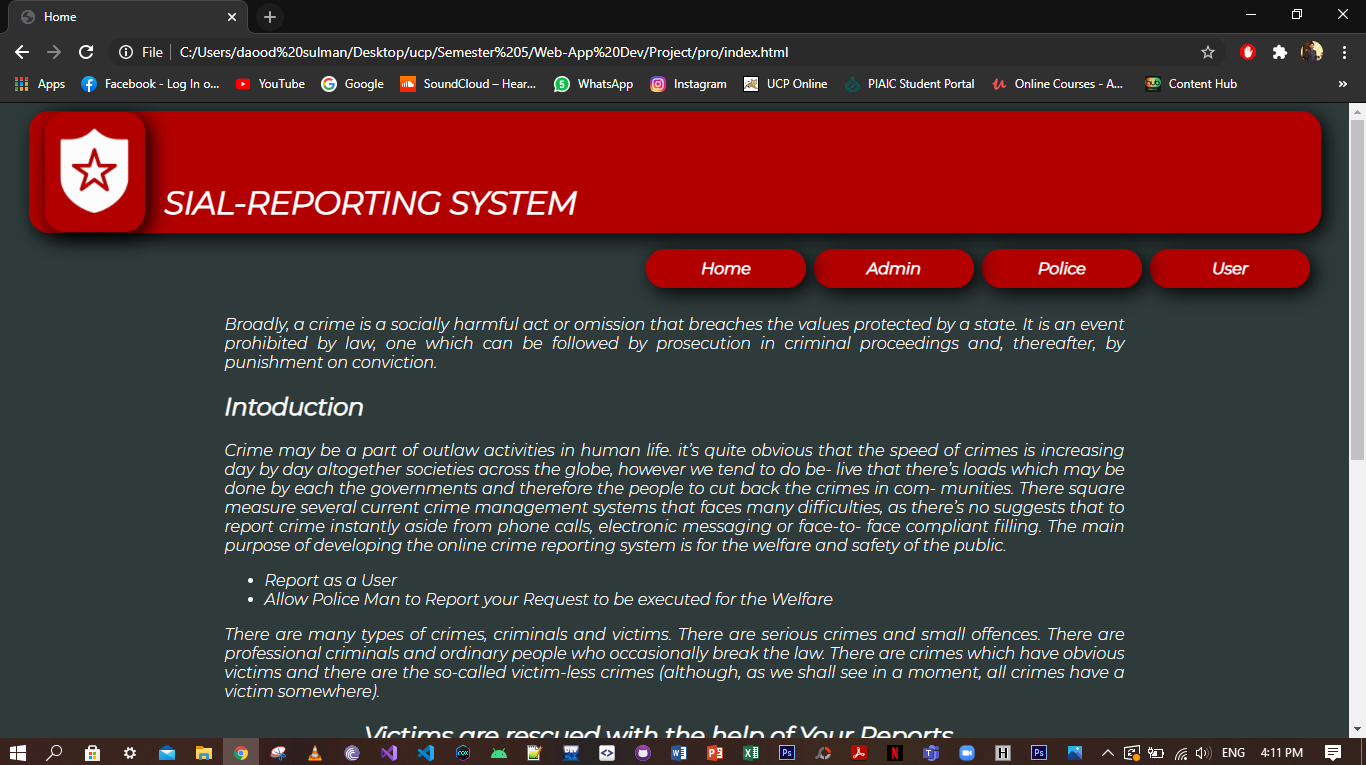 Home
File
C:/Users/daood%20sulman/Desktop/ucp/Semester%205/Web-App%20Dev/Project/pro/index.html
Apps Facebook - Log In o... YouTube Google SoundCloud – Hear... WhatsApp Instagram UCP Online PIAIC Student Portal Online Courses - A... Content Hub »
SIAL-REPORTING SYSTEM
Home Admin Police User
Broadly, a crime is a socially harmful act or omission that breaches the values protected by a state. It is an event
prohibited by law, one which can be followed by prosecution in criminal proceedings and, thereafter, by
punishment on conviction.
Intoduction
Crime may be a part of outlaw activities in human life. it's quite obvious that the speed of crimes is increasing
day by day altogether societies across the globe, however we tend to do be- live that there's loads which may be
done by each the governments and therefore the people to cut back the crimes in com- munities. There square
measure several current crime management systems that faces many difficulties, as there's no suggests that to
report crime instantly aside from phone calls, electronic messaging or face-to- face compliant filling. The main
purpose of developing the online crime reporting system is for the welfare and safety of the public.
• Report as a User
• Allow Police Man to Report your Request to be executed for the Welfare
There are many types of crimes, criminals and victims. There are serious crimes and small offences. There are
professional criminals and ordinary people who occasionally break the law. There are crimes which have obvious
victims and there are the so-called victim-less crimes (although, as we shall see in a moment, all crimes have a
victim somewhere).
Victims are rescued with the help of Your Reports
ENG 4:11 PM